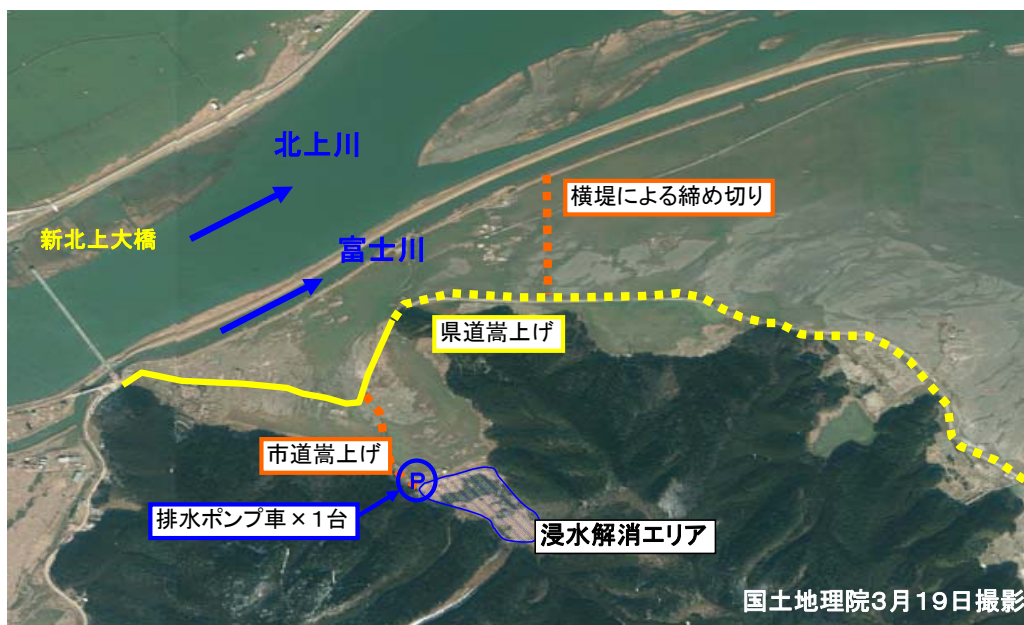 北上川
横堤による締め切り
新北上大橋
富士川
県道嵩上げ
市道嵩上げ
P
排水ポンプ車×1台
浸水解消エリア
国土地理院3月19日撮影